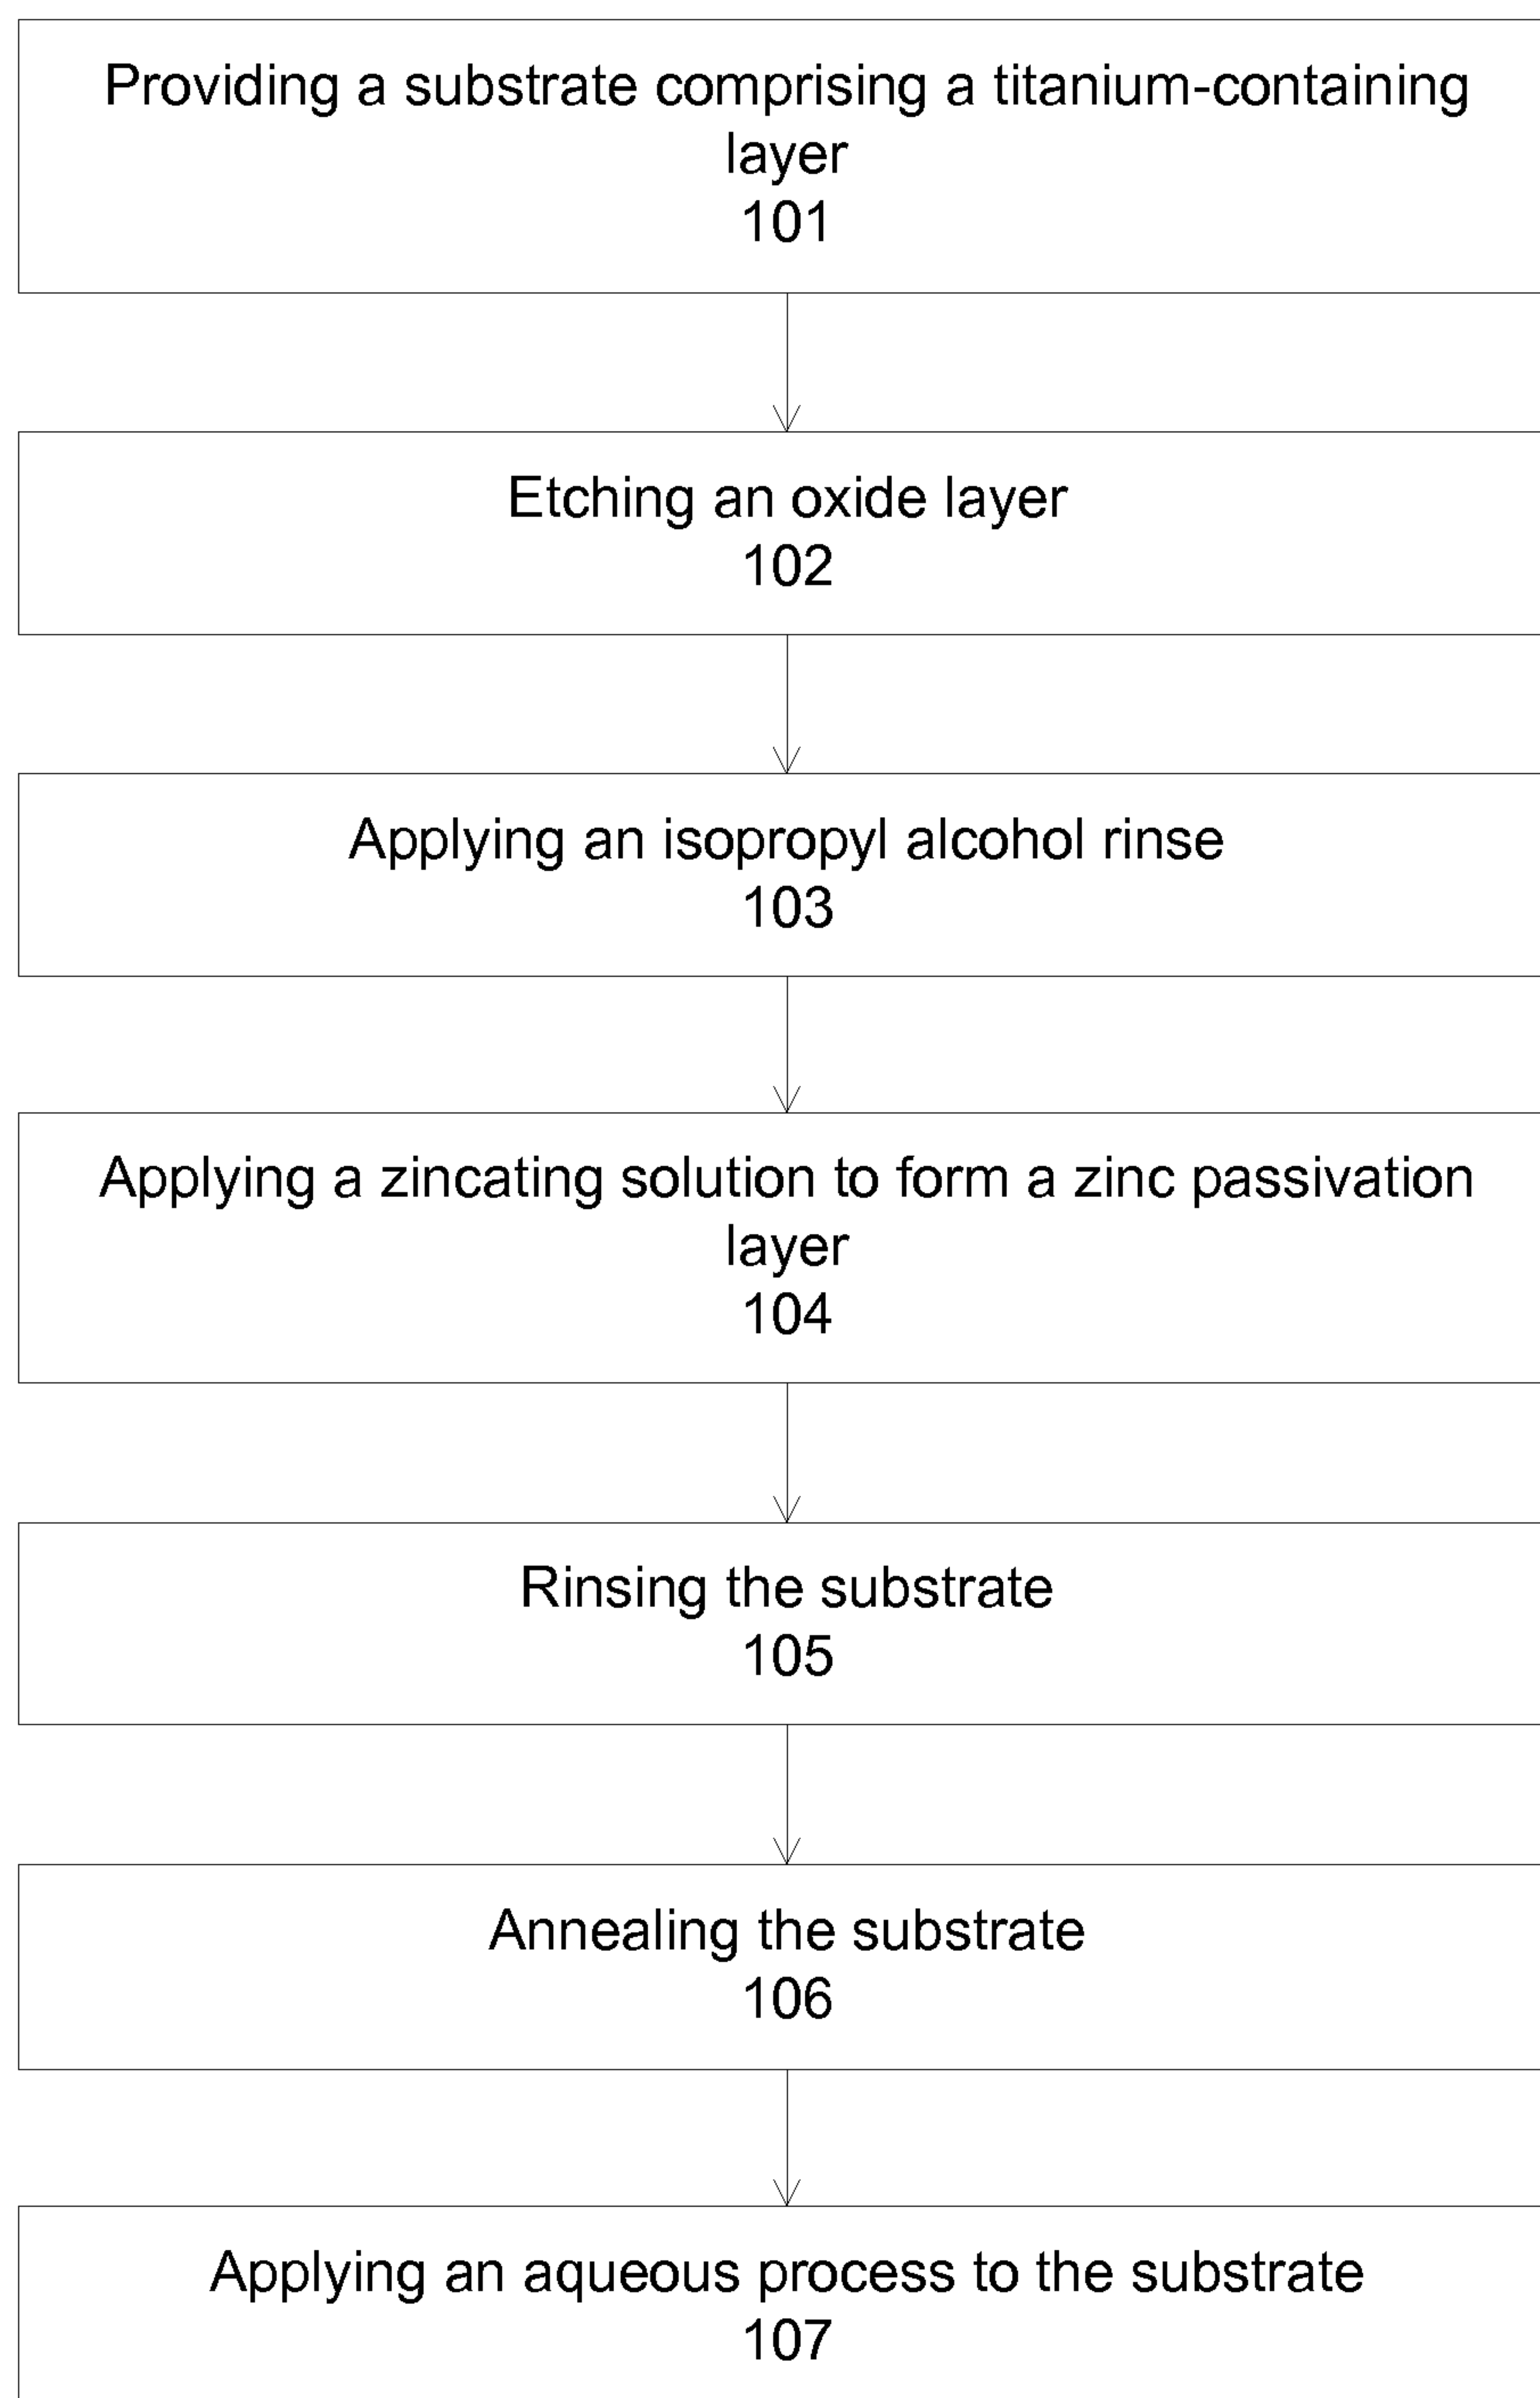 Providing a substrate comprising a titanium-containing
layer
101
Etching an oxide layer
102
Applying an isopropyl alcohol rinse
103
Applying a zincating solution to form a zinc passivation
layer
104
Rinsing the substrate
105
Annealing the substrate
106
Applying an aqueous process to the substrate
107